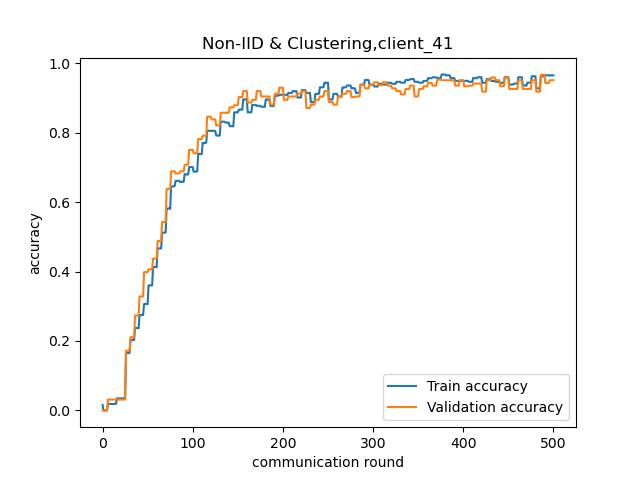 Non-IID & Clustering,client_41
accuracy
1.0
0.8
0.6
0.4
0.2
0.0
0
100
200
300
400
500
communication round
Train accuracy
Validation accuracy